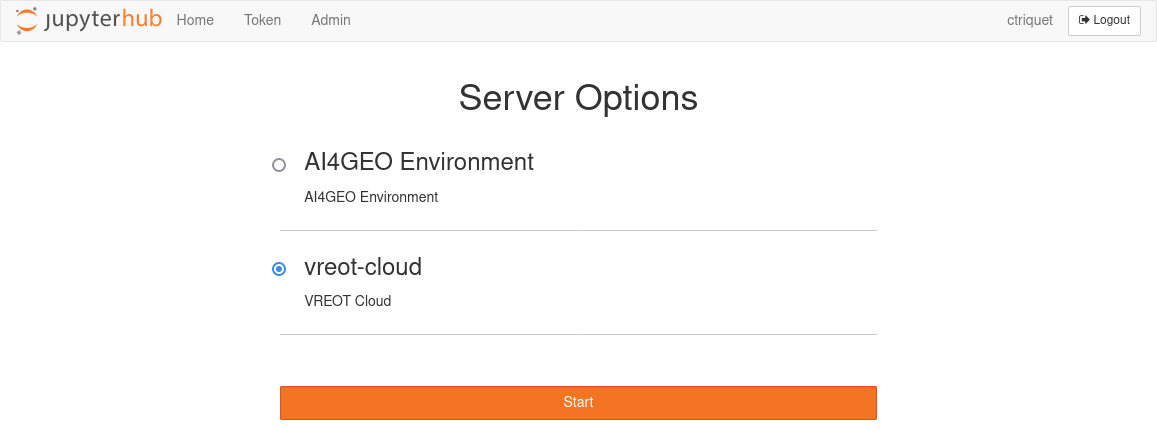 jupyterhub Home Token Admin ctriquet Logout
Server Options
AI4GEO Environment
AI4GEO Environment
vreot-cloud
VREOT Cloud
Start